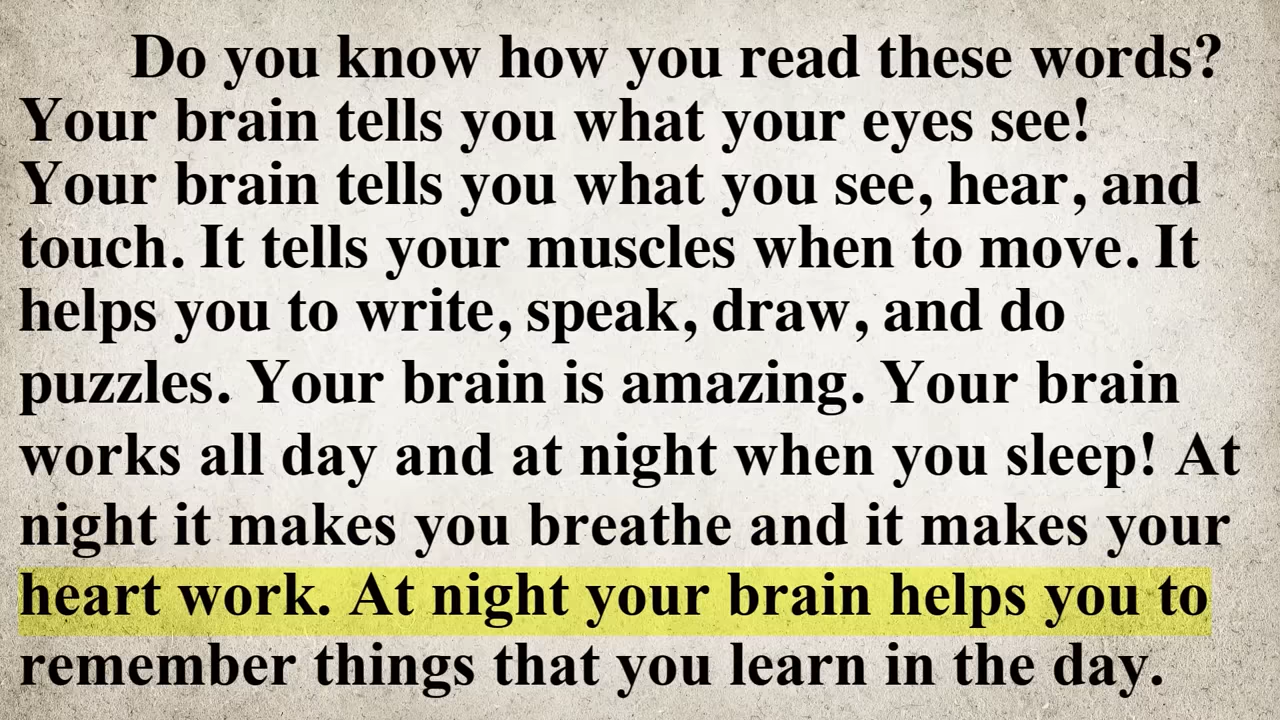 Do you know how you read these words?
Your brain tells you what your eyes see!
Your brain tells you what you see, hear, and
touch. It tells your muscles when to move. It
helps you to write, speak, draw, and do
puzzles. Your brain is amazing. Your brain
works all day and at night when you sleep! At
night it makes you breathe and it makes your
heart work. At night your brain helps you to
remember things that you learn in the day.